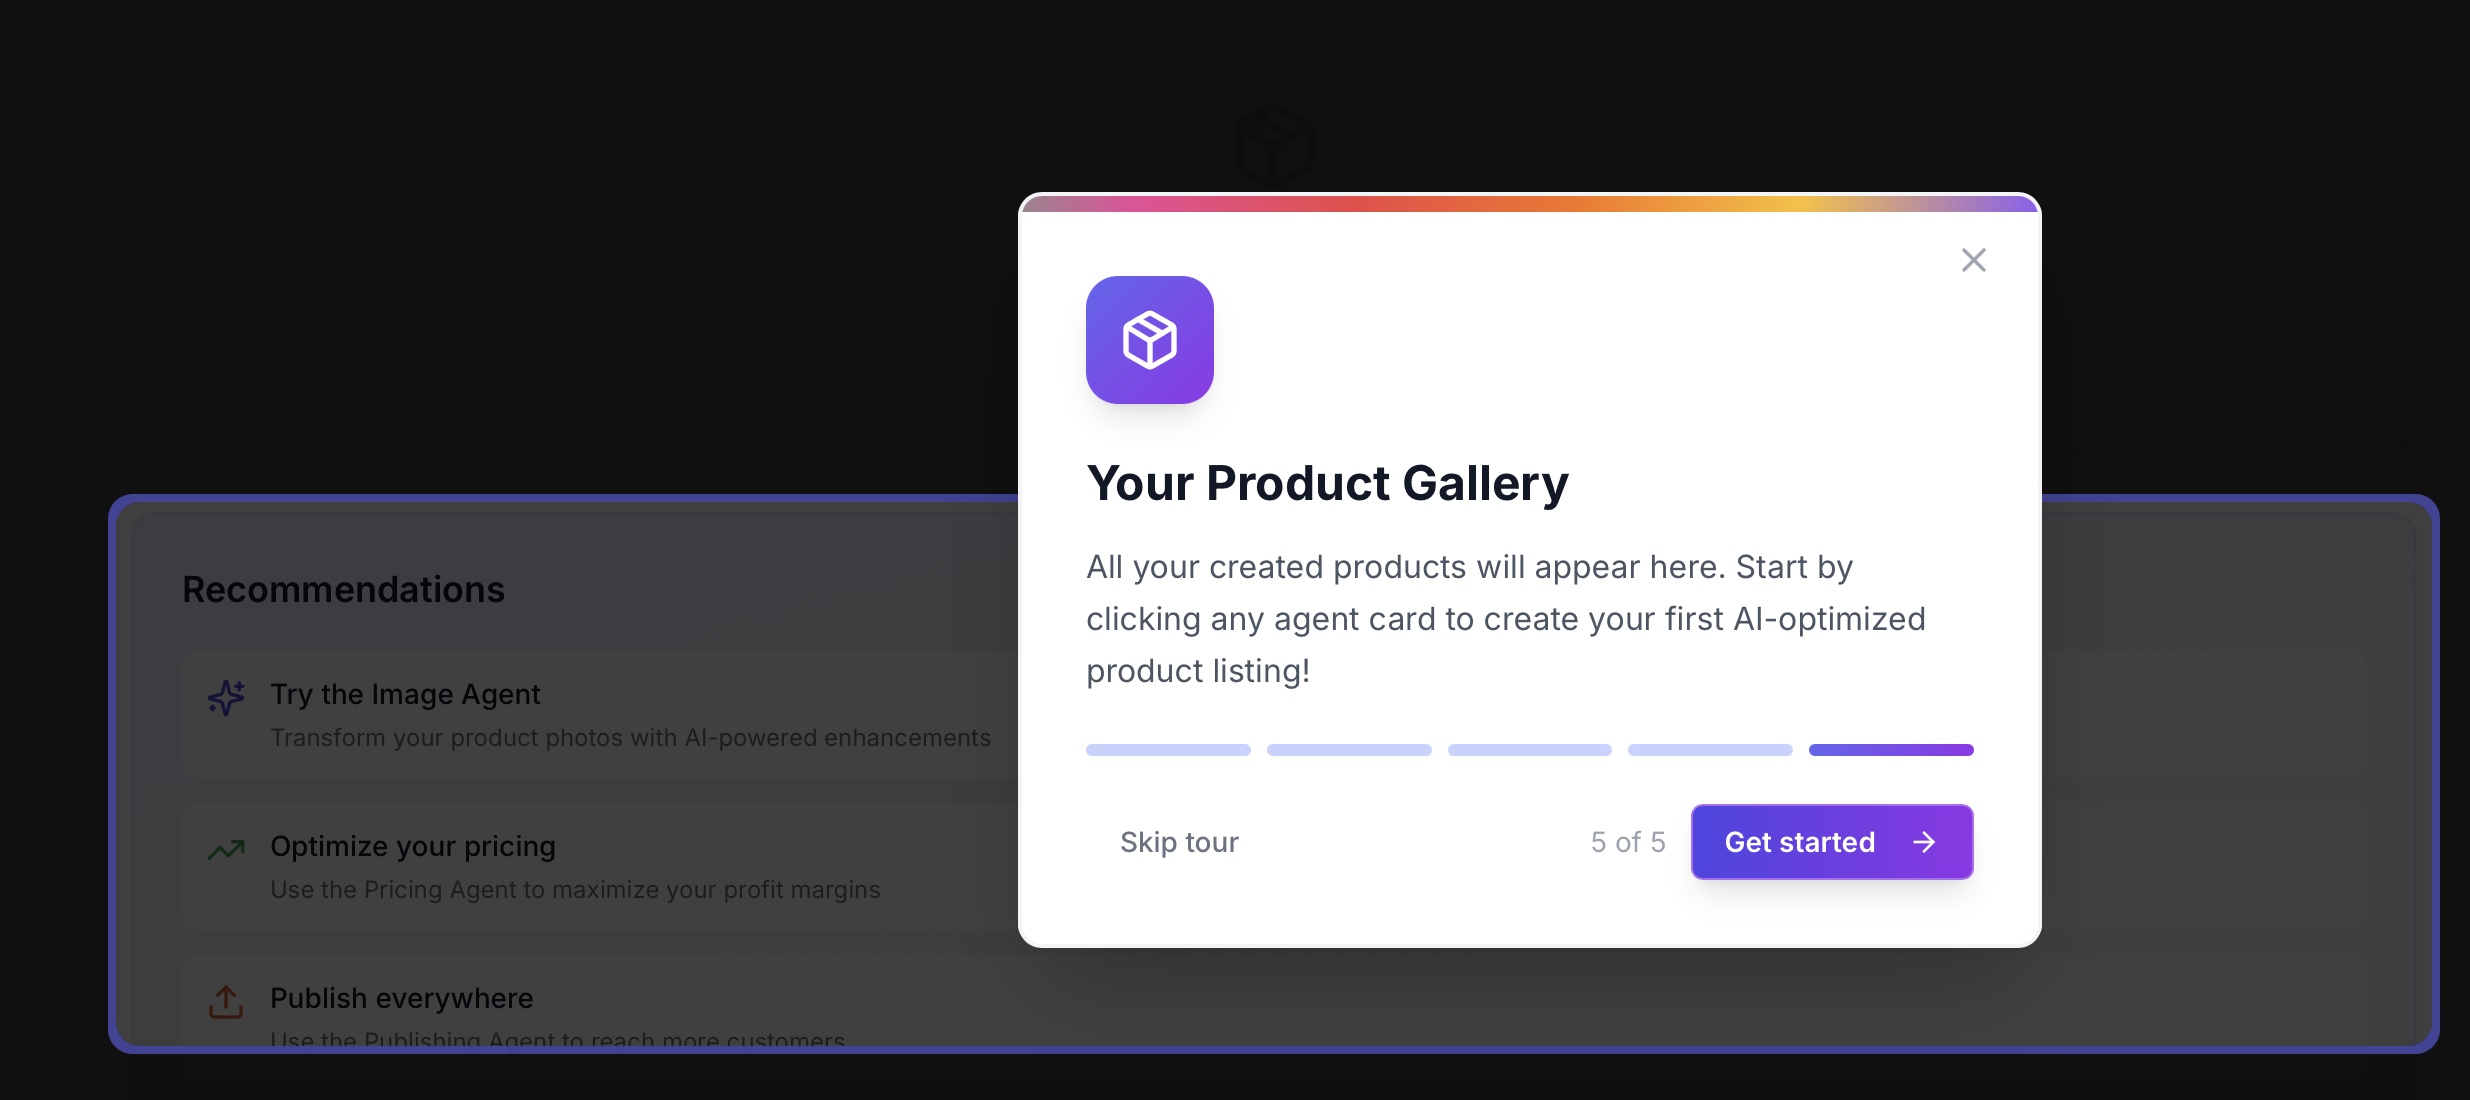 Your Product Gallery
All your created products will appear here. Start by
clicking any agent card to create your first AI-optimized
product listing!
Skip tour
5 of 5
Get started
Recommendations
Try the Image Agent
Transform your product photos with AI-powered enhancements
Optimize your pricing
Use the Pricing Agent to maximize your profit margins
Publish everywhere
Use the Publishing Agent to reach more customers